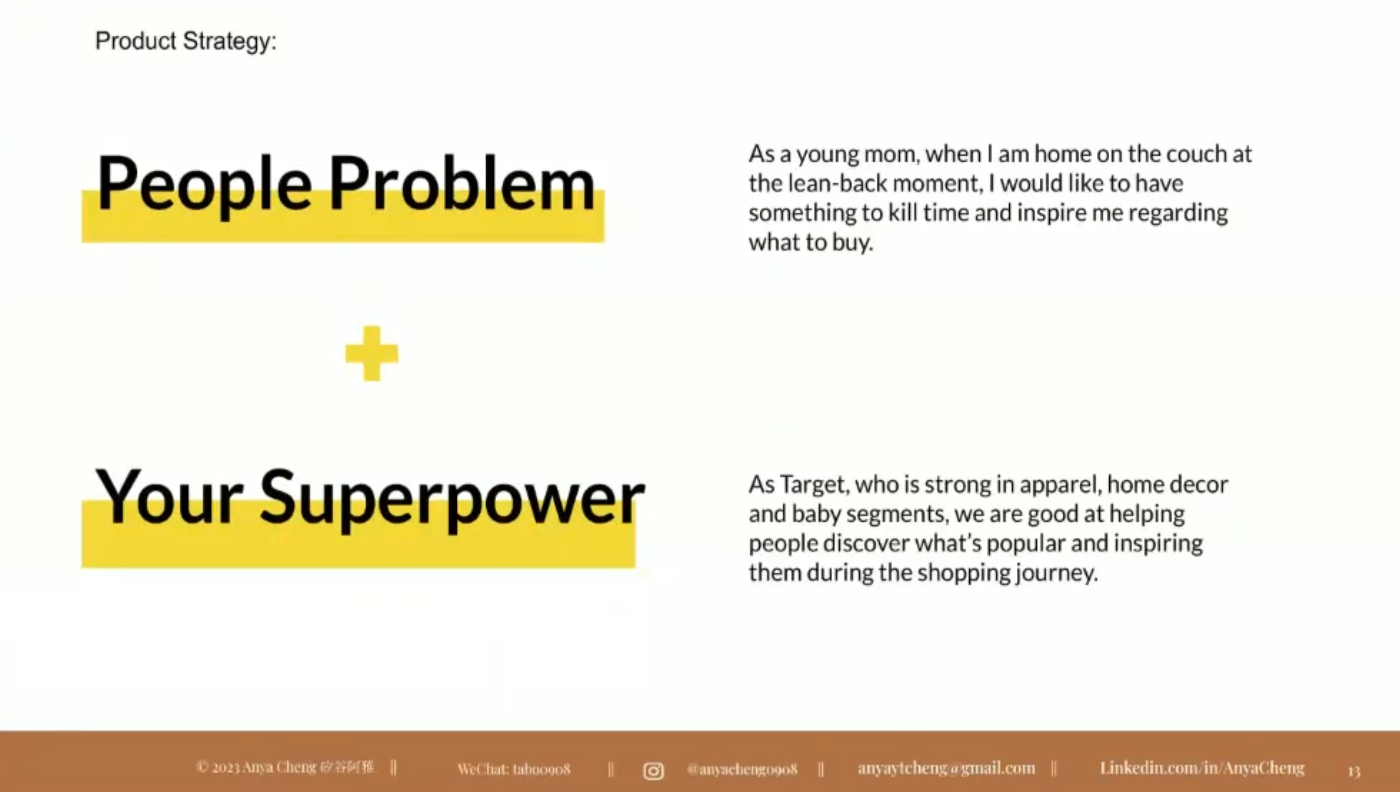 Product Strategy:
People Problem
As a young mom, when I am home on the couch at
the lean-back moment, I would like to have
something to kill time and inspire me regarding
what to buy.
Your Superpower
As Target, who is strong in apparel, home decor
and baby segments, we are good at helping
people discover what's popular and inspiring
them during the shopping journey.
© 2023 Anya Cheng 矽谷阿雅 || WeChat: tab00908 || @anyacheng0908 || anyaytcheng@gmail.com || Linkedin.com/in/AnyaCheng 13